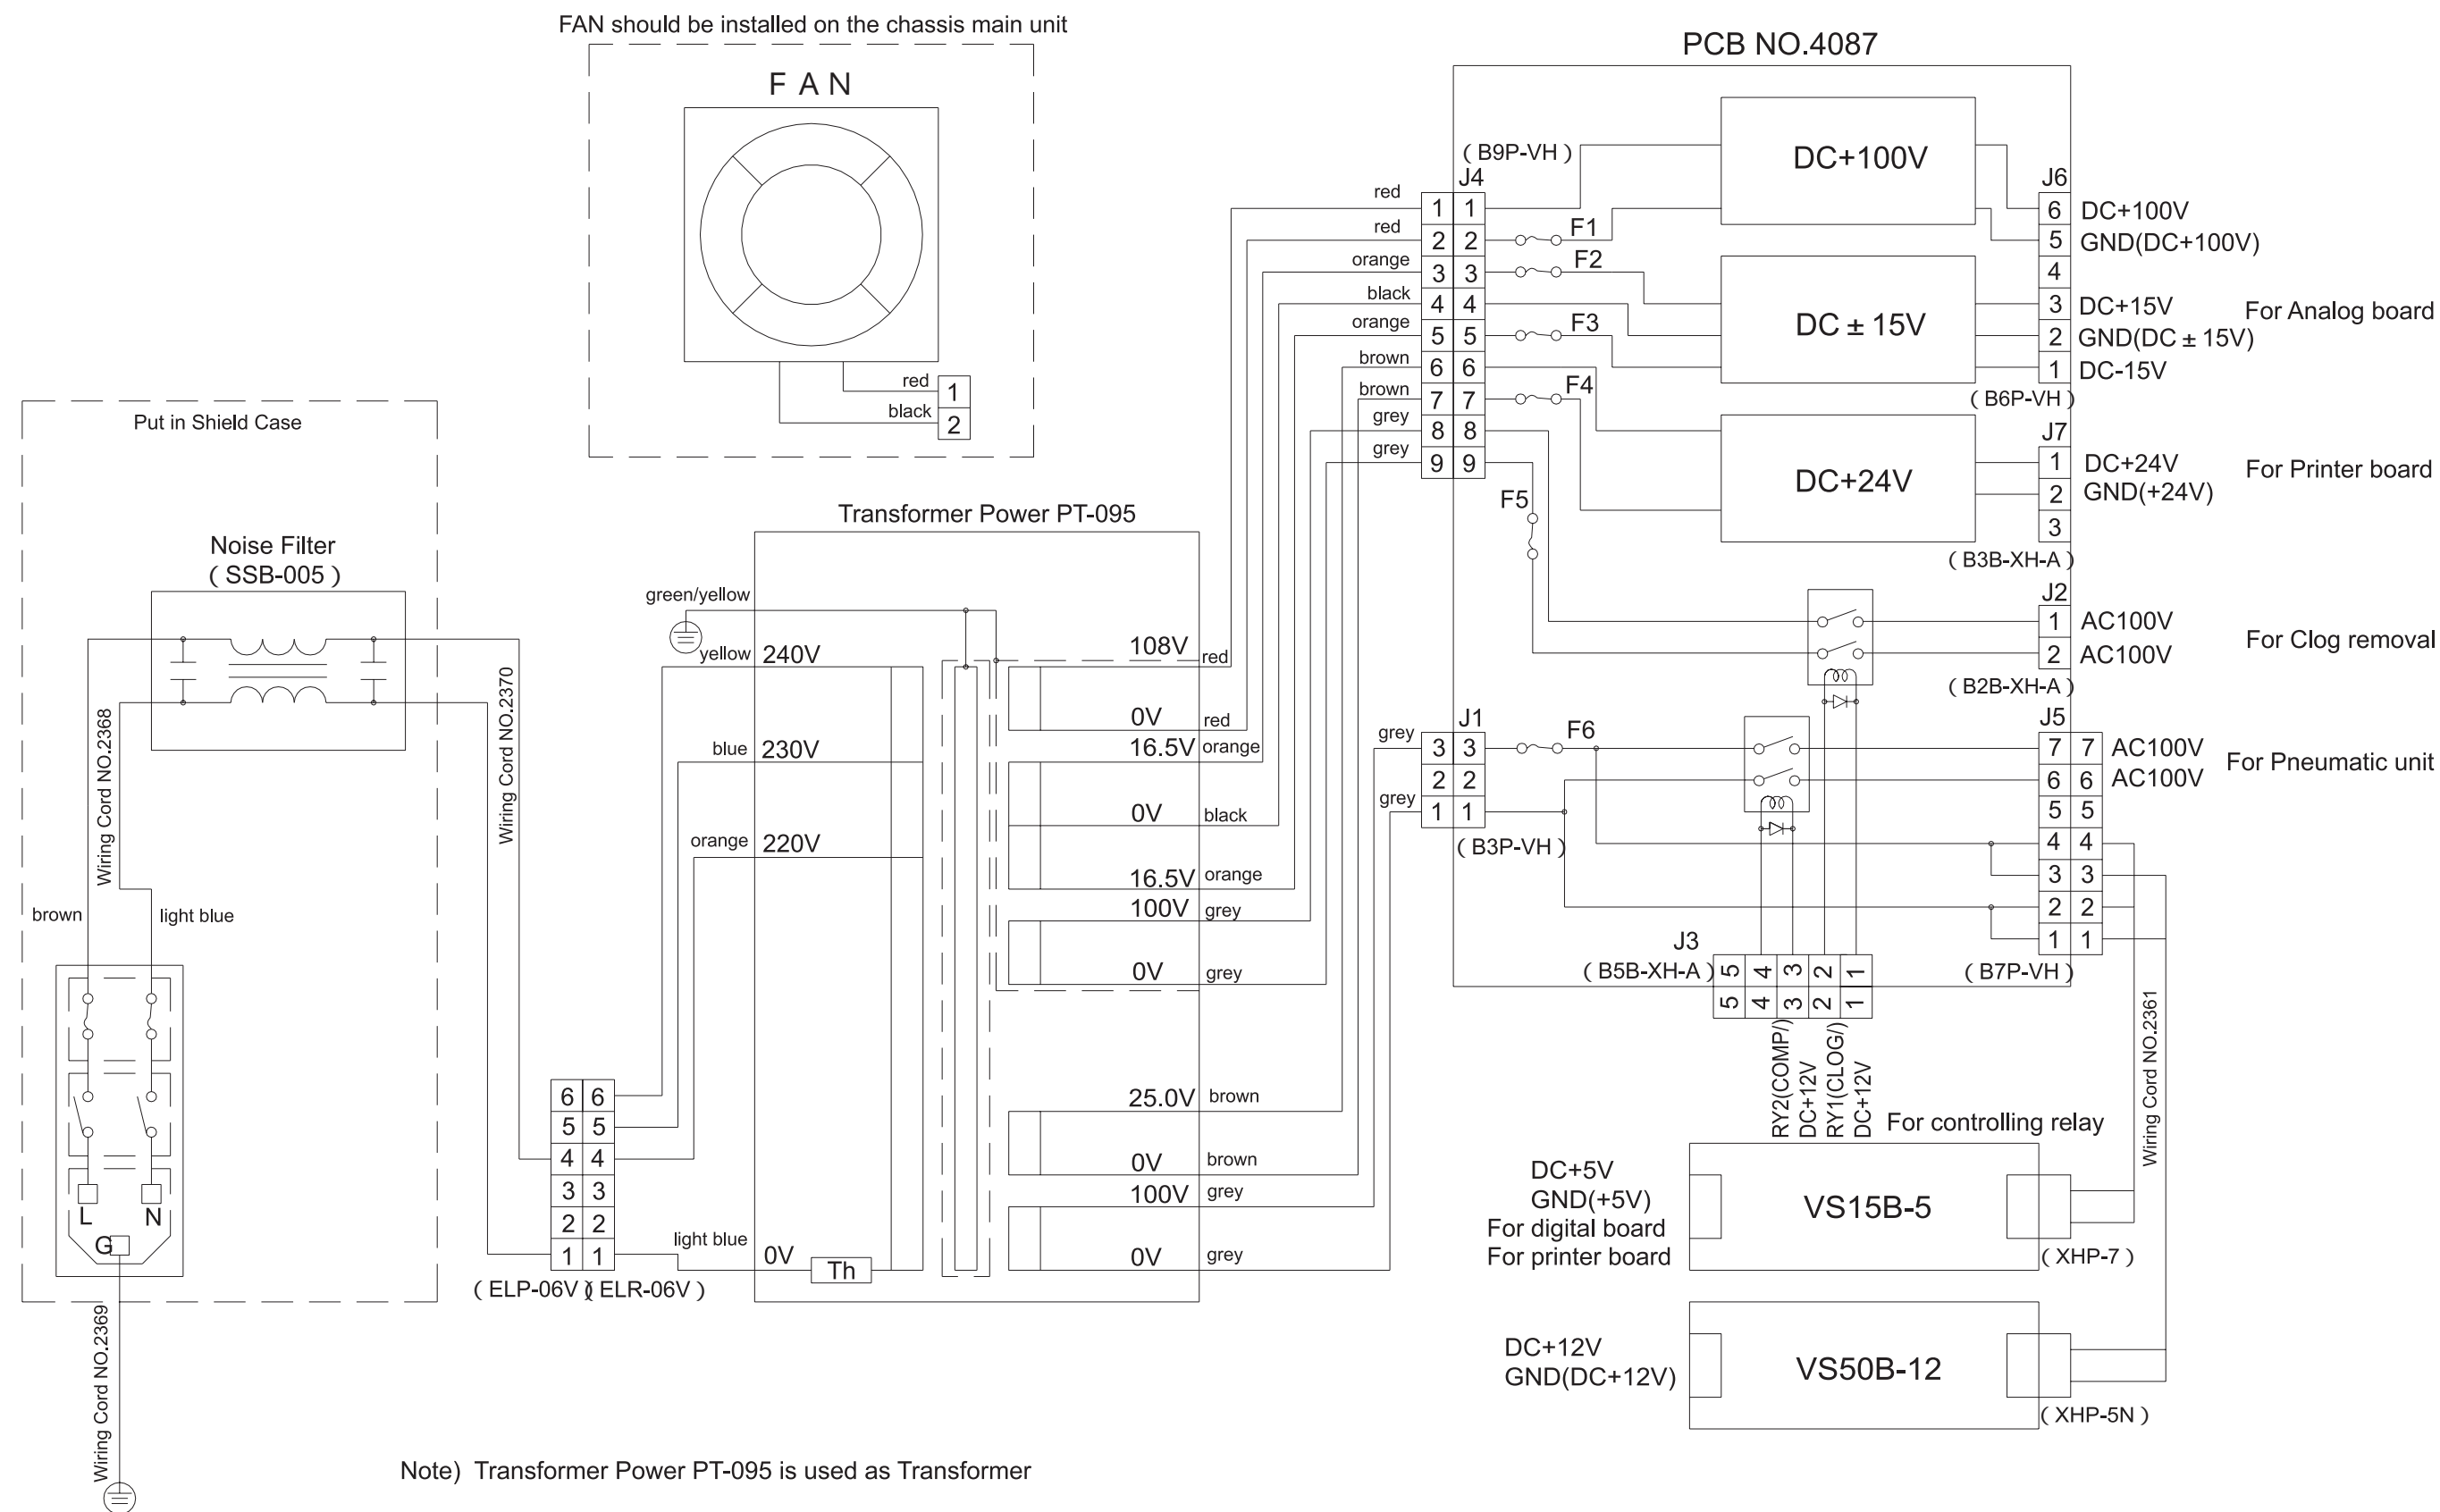 FAN should be installed on the chassis main unit
F A N
red
1
black
2
Put in Shield Case
Noise Filter
( SSB-005 )
Wiring Cord NO.2368
Wiring Cord NO.2370
brown
light blue
L
N
G
Wiring Cord NO.2369
6 6
5 5
4 4
3 3
2 2
1 1
( ELP-06V )( ELR-06V )
Transformer Power PT-095
green/yellow
yellow 240V
blue 230V
orange 220V
light blue 0V
Th
108V red
0V red
16.5V orange
0V black
16.5V orange
100V grey
0V grey
25.0V brown
0V brown
100V grey
0V grey
PCB NO.4087
( B9P-VH )
J4
red 1 1
red 2 2
orange 3 3
black 4 4
orange 5 5
brown 6 6
brown 7 7
grey 8 8
grey 9 9
F1
F2
F3
F4
F5
DC+100V
DC ± 15V
DC+24V
J6
6 DC+100V
5 GND(DC+100V)
4
3 DC+15V
2 GND(DC ± 15V)
1 DC-15V
For Analog board
( B6P-VH )
J7
1 DC+24V
2 GND(+24V)
3
For Printer board
( B3B-XH-A )
J2
1 AC100V
2 AC100V
For Clog removal
( B2B-XH-A )
J1
grey 3 3
2 2
grey 1 1
( B3P-VH )
F6
J5
7 7 AC100V
6 6 AC100V
5 5
4 4
3 3
2 2
1 1
For Pneumatic unit
( B7P-VH )
J3
( B5B-XH-A )
5 4 3 2 1
5 4 3 2 1
RY2(COMP/)
DC+12V
RY1(CLOG/)
DC+12V
For controlling relay
Wiring Cord NO.2361
DC+5V
GND(+5V)
For digital board
For printer board
VS15B-5
( XHP-7 )
DC+12V
GND(DC+12V)
VS50B-12
( XHP-5N )
Note) Transformer Power PT-095 is used as Transformer